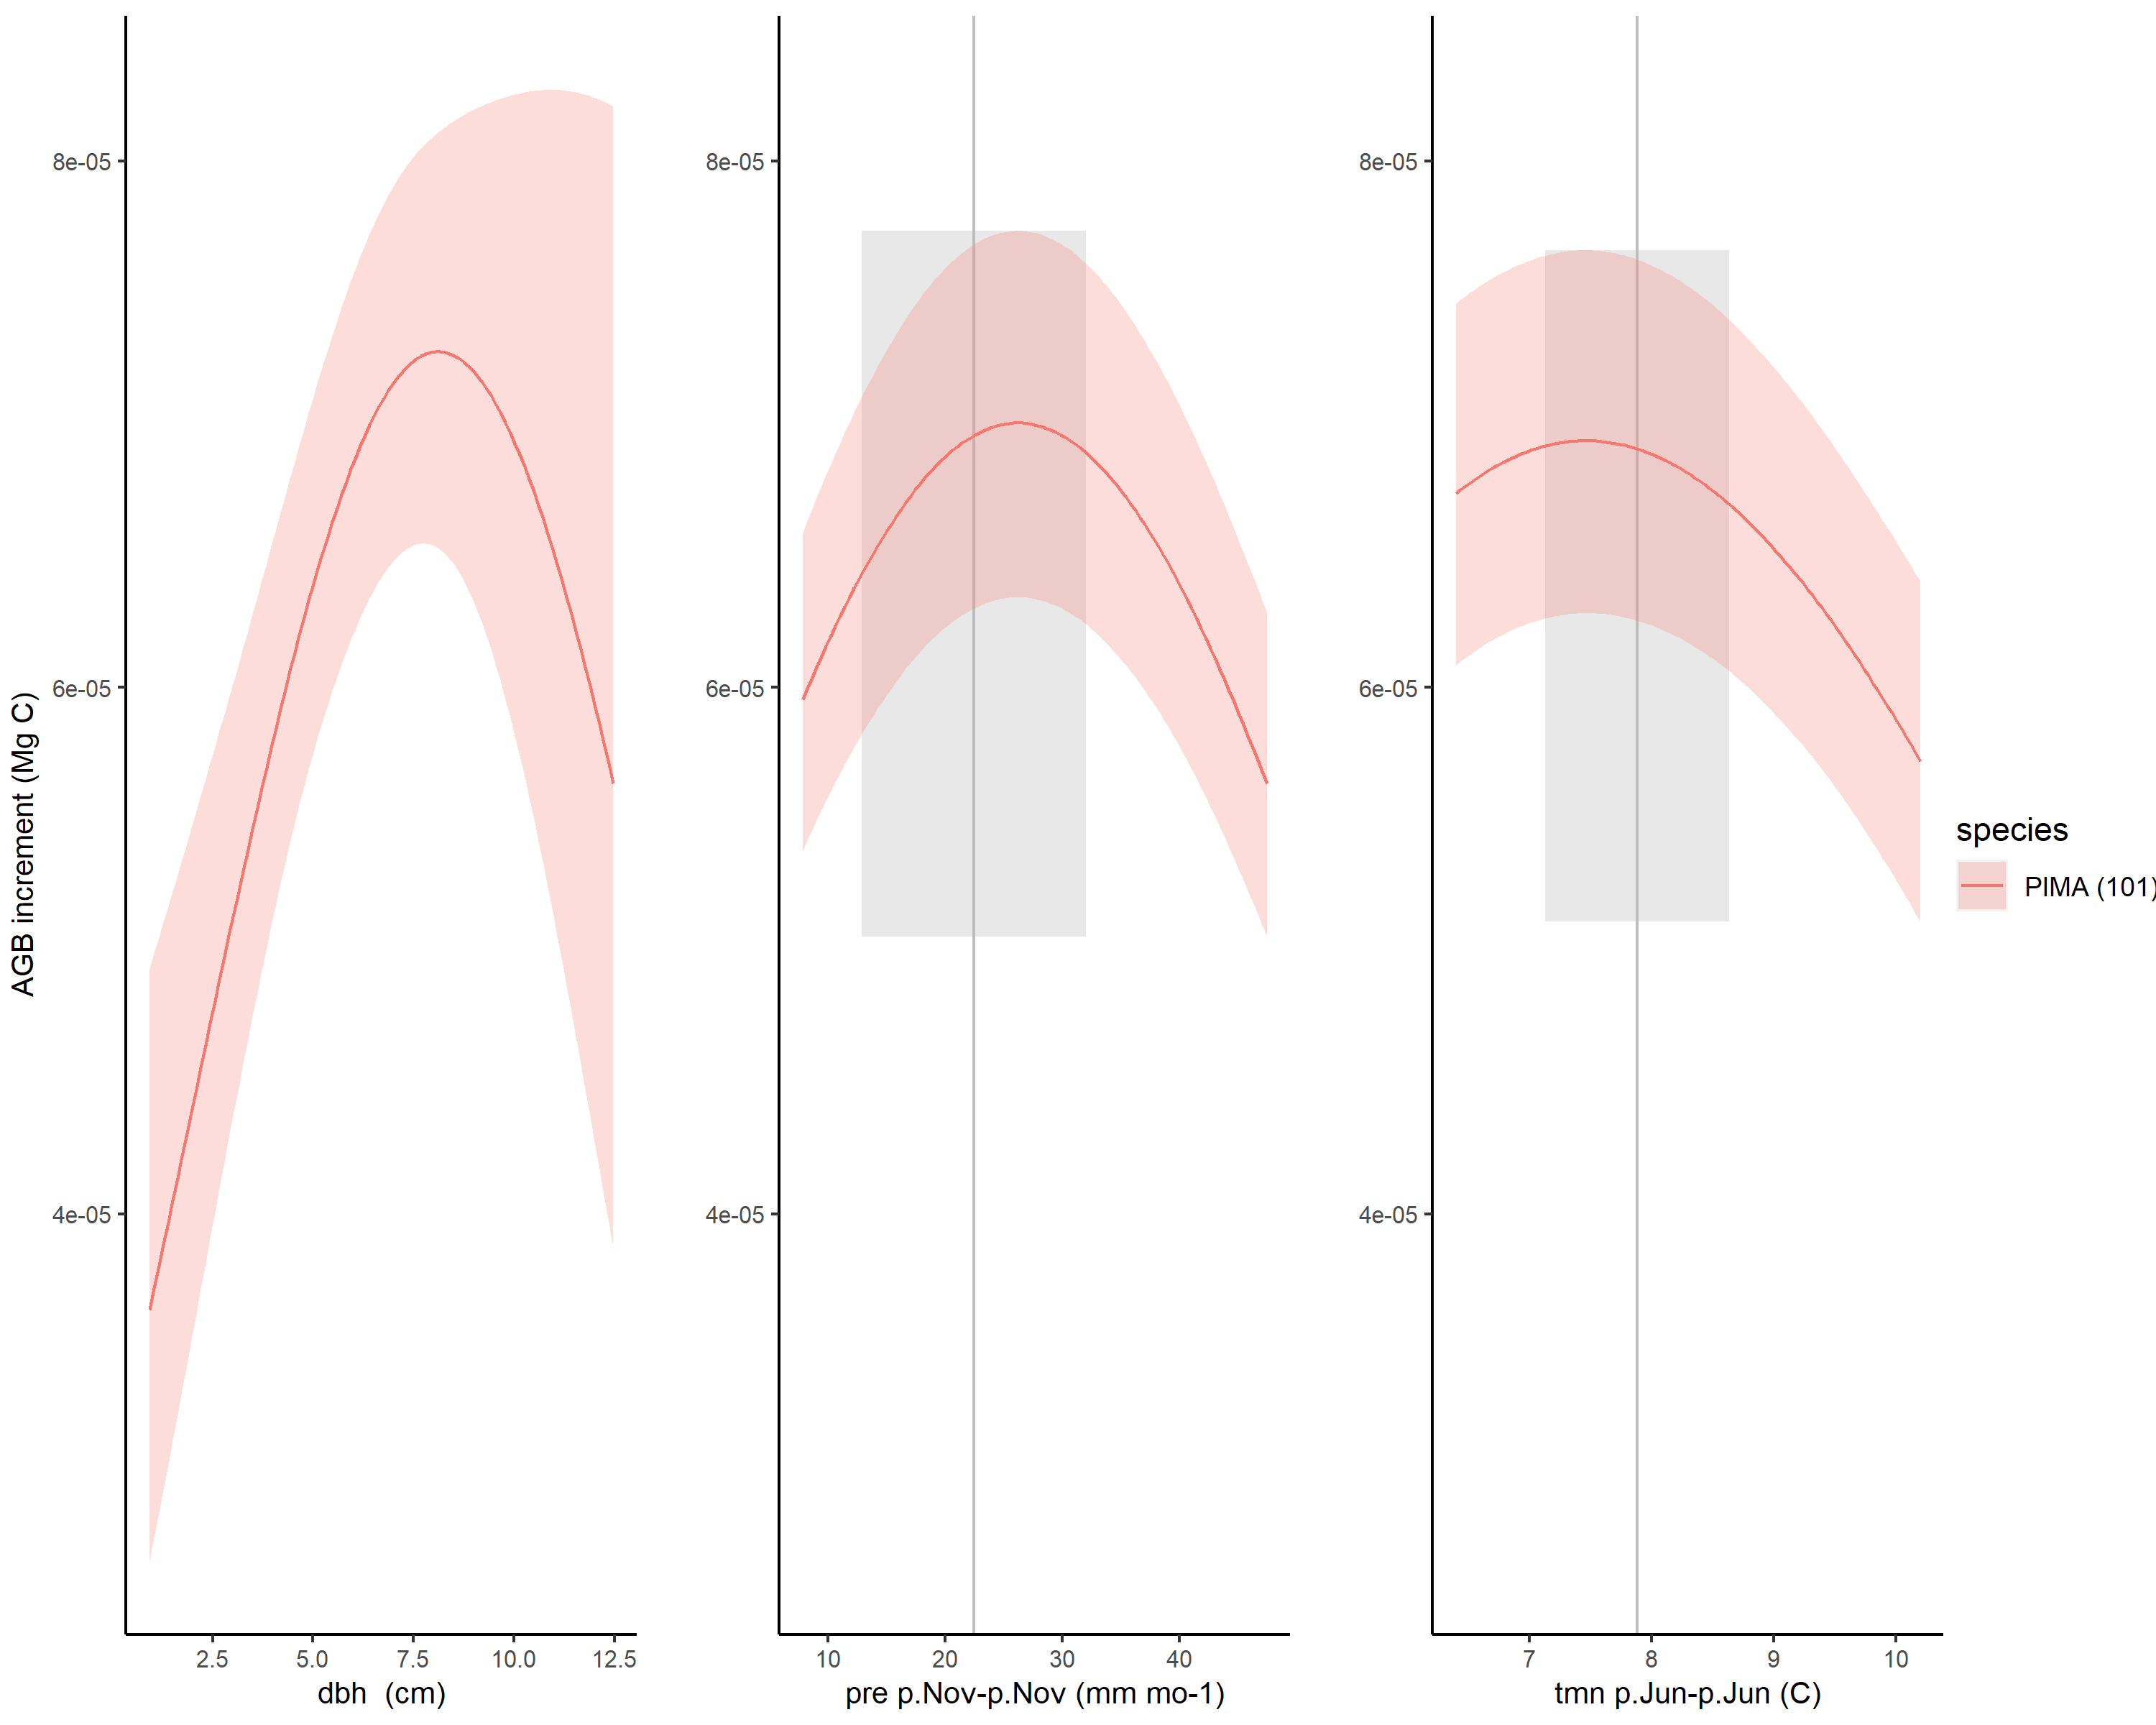 AGB increment (Mg C)
8e-05
6e-05
4e-05
2.5 5.0 7.5 10.0 12.5
dbh  (cm)
8e-05
6e-05
4e-05
10 20 30 40
pre p.Nov-p.Nov (mm mo-1)
8e-05
6e-05
4e-05
7 8 9 10
tmn p.Jun-p.Jun (C)
species
PIMA (101)